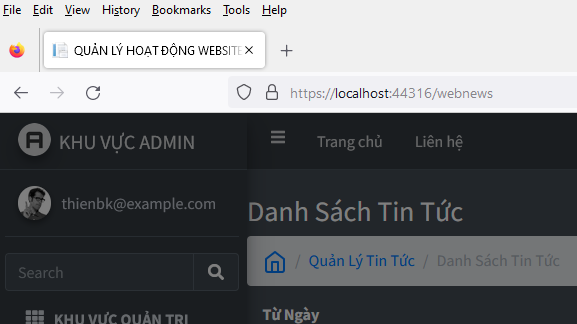 File Edit View History Bookmarks Tools Help
QUẢN LÝ HOẠT ĐỘNG WEBSITE
https://localhost:44316/webnews
KHU VỰC ADMIN
Trang chủ Liên hệ
thienbk@example.com
Danh Sách Tin Tức
/ Quản Lý Tin Tức / Danh Sách Tin Tức
Search
KHU VỰC QUẢN TRỊ
Từ Ngày